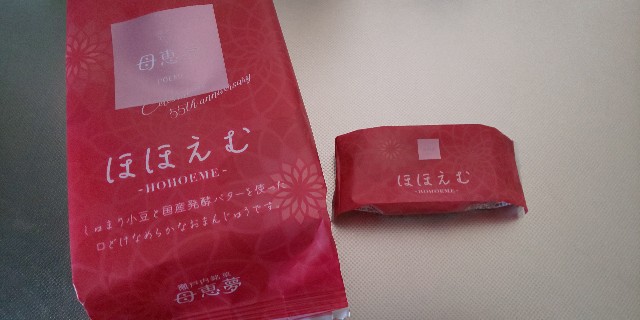 母恵夢
55th anniversary
ほほえむ
-HOHOEME-
しゅまり小豆と国産発酵バターを使った
口どけなめらかなおまんじゅうです。
瀬戸内銘菓
母恵夢
ほほえむ
-HOHOEME-